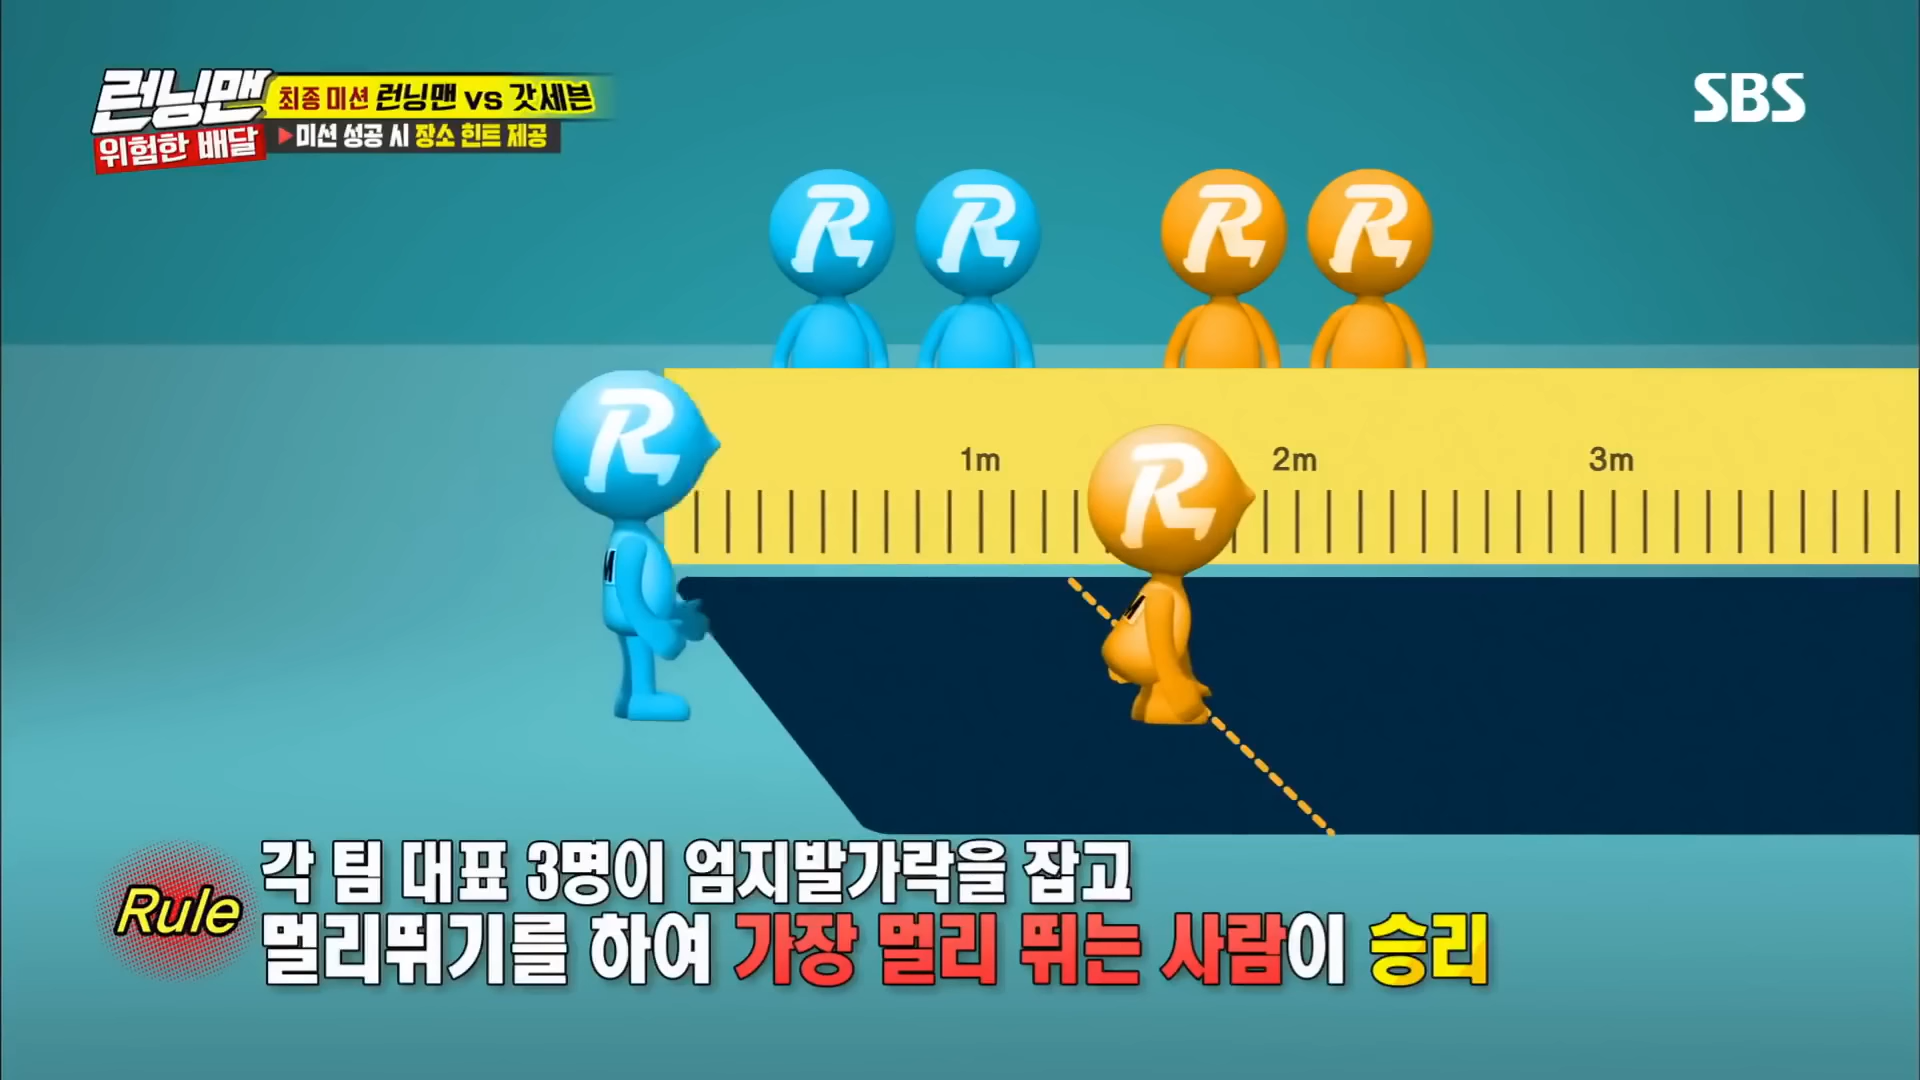 런닝맨
위험한 배달
최종 미션 런닝맨 vs 갓세븐
▶미션 성공 시 장소 힌트 제공
SBS
R R R R
R R
1m 2m 3m
M M
Rule
각 팀 대표 3명이 엄지발가락을 잡고
멀리뛰기를 하여 가장 멀리 뛰는 사람이 승리